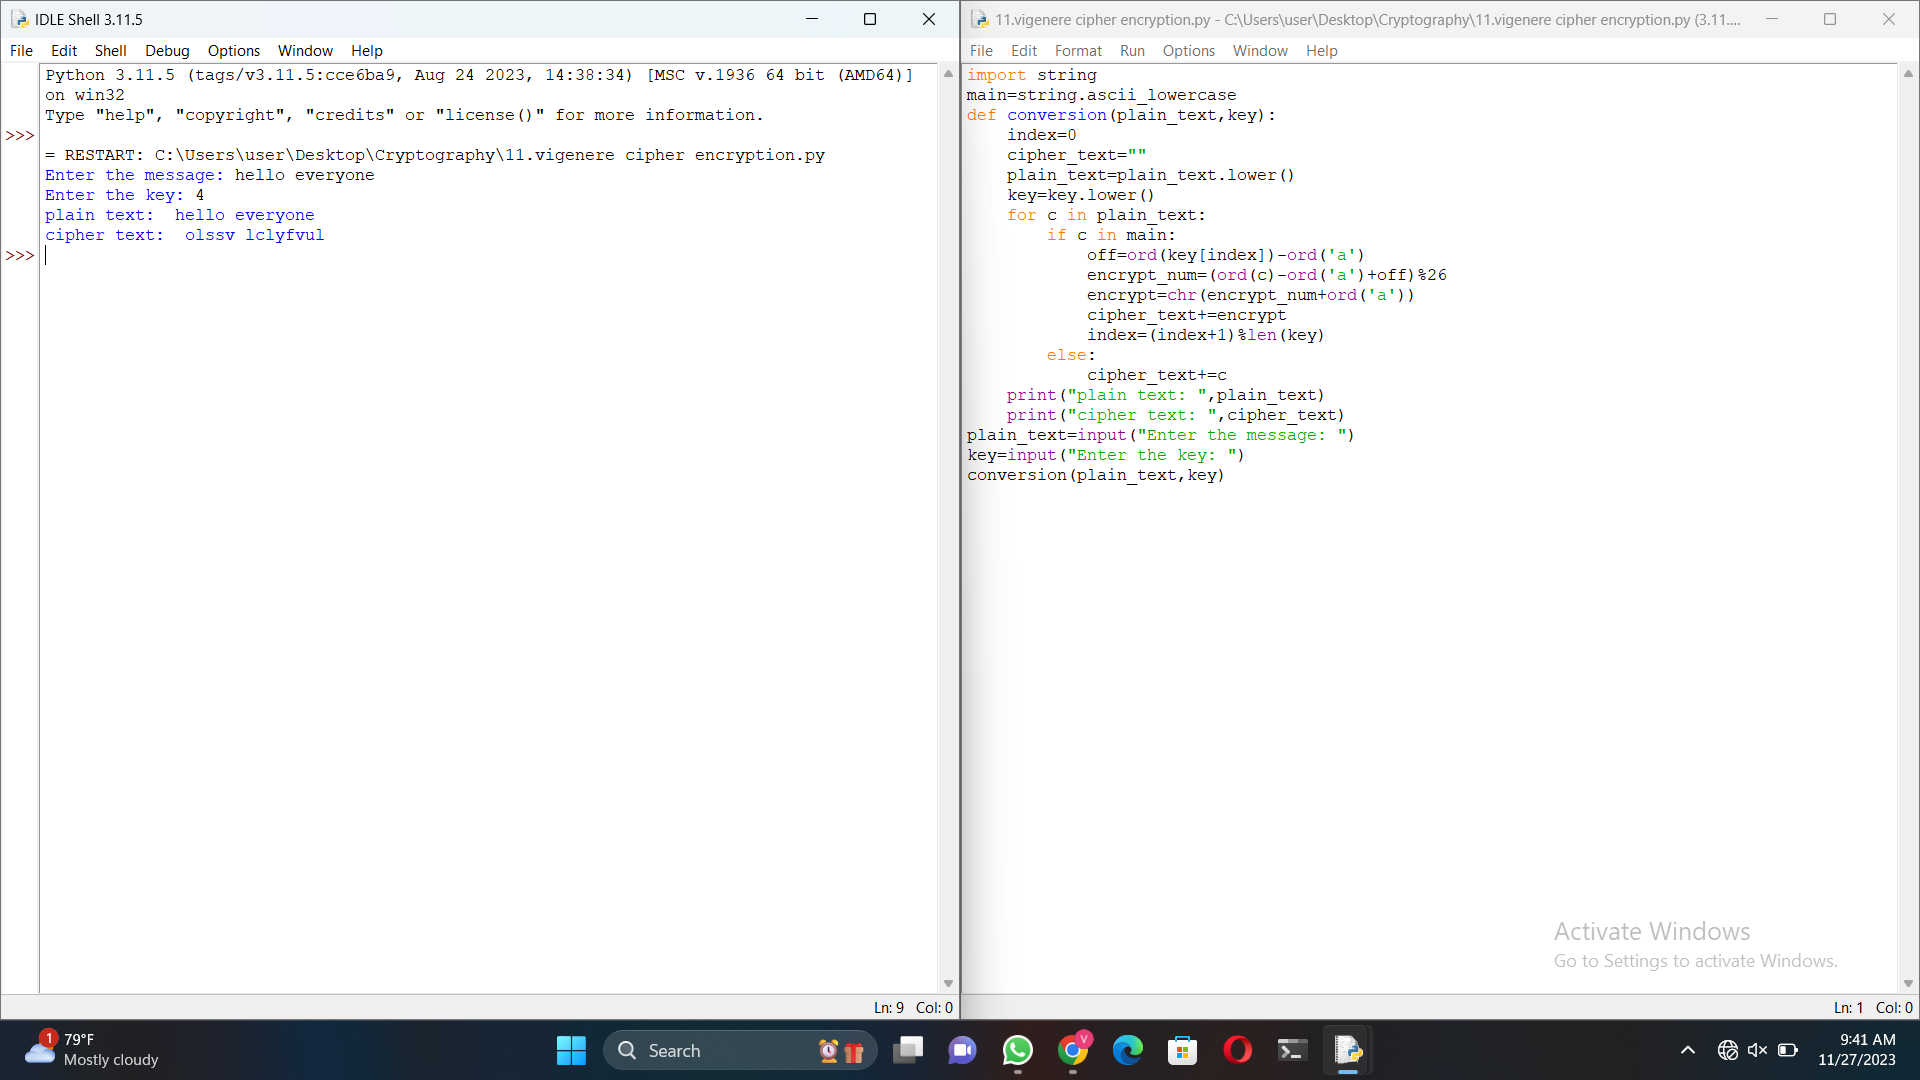 IDLE Shell 3.11.5
File Edit Shell Debug Options Window Help
Python 3.11.5 (tags/v3.11.5:cce6ba9, Aug 24 2023, 14:38:34) [MSC v.1936 64 bit (AMD64)]
on win32
Type "help", "copyright", "credits" or "license()" for more information.
>>>
= RESTART: C:\Users\user\Desktop\Cryptography\11.vigenere cipher encryption.py
Enter the message: hello everyone
Enter the key: 4
plain text:  hello everyone
cipher text:  olssv lclyfvul
>>>
Ln: 9 Col: 0
11.vigenere cipher encryption.py - C:\Users\user\Desktop\Cryptography\11.vigenere cipher encryption.py (3.11....
File Edit Format Run Options Window Help
import string
main=string.ascii_lowercase
def conversion(plain_text,key):
    index=0
    cipher_text=""
    plain_text=plain_text.lower()
    key=key.lower()
    for c in plain_text:
        if c in main:
            off=ord(key[index])-ord('a')
            encrypt_num=(ord(c)-ord('a')+off)%26
            encrypt=chr(encrypt_num+ord('a'))
            cipher_text+=encrypt
            index=(index+1)%len(key)
        else:
            cipher_text+=c
    print("plain text: ",plain_text)
    print("cipher text: ",cipher_text)
plain_text=input("Enter the message: ")
key=input("Enter the key: ")
conversion(plain_text,key)
Activate Windows
Go to Settings to activate Windows.
Ln: 1 Col: 0
1
79°F
Mostly cloudy
Search
V
9:41 AM
11/27/2023